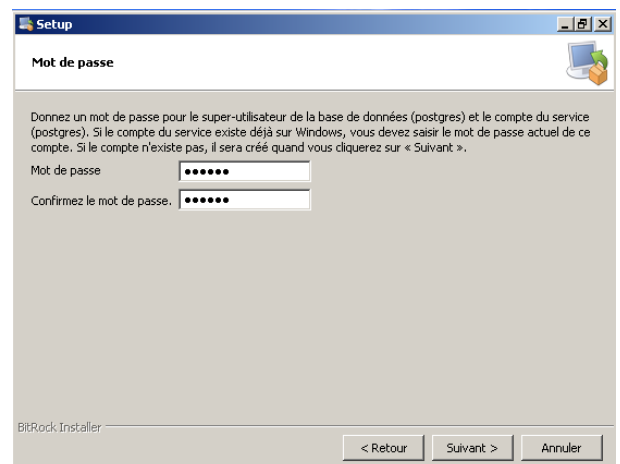 Setup
Mot de passe
Donnez un mot de passe pour le super-utilisateur de la base de données (postgres) et le compte du service
(postgres). Si le compte du service existe déjà sur Windows, vous devez saisir le mot de passe actuel de ce
compte. Si le compte n'existe pas, il sera créé quand vous cliquerez sur « Suivant ».
Mot de passe ●●●●●●
Confirmez le mot de passe. ●●●●●●
BitRock Installer
< Retour Suivant > Annuler